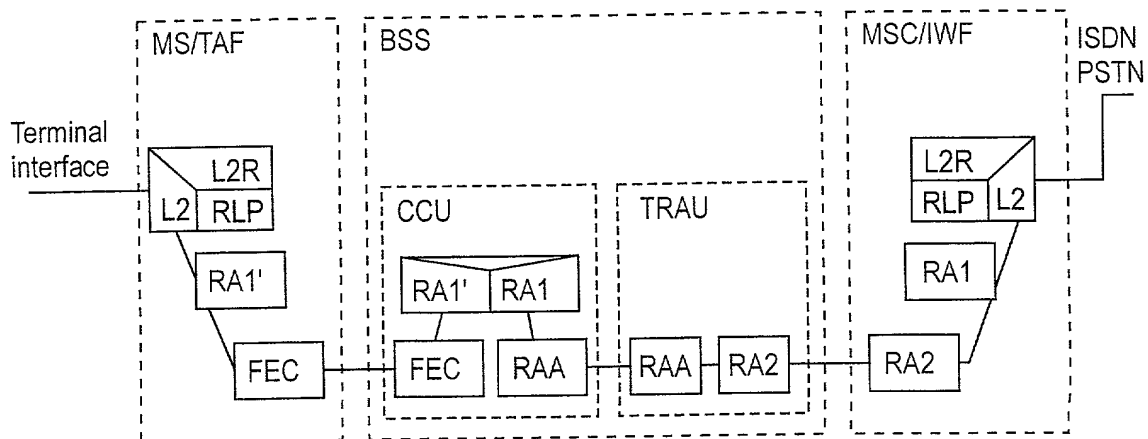 MS/TAF
BSS
MSC/IWF
ISDN
PSTN
Terminal
interface
L2R
L2
RLP
RA1'
FEC
CCU
RA1' RA1
FEC
RAA
TRAU
RAA
RA2
L2R
RLP
L2
RA1
RA2